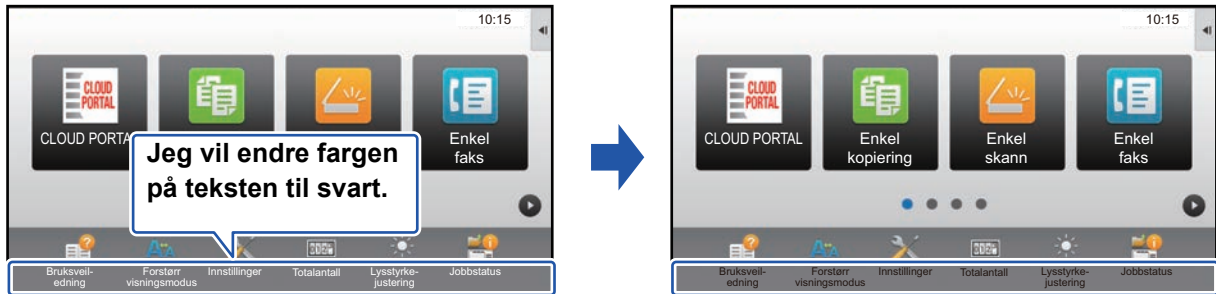 10:15
CLOUD
PORTAL
CLOUD PORTA
Enkel
faks
Jeg vil endre fargen
på teksten til svart.
Bruksveil-
edning
Forstørr
visningsmodus
Innstillinger
Totalantall
Lysstyrke-
justering
Jobbstatus
10:15
CLOUD
PORTAL
CLOUD PORTAL
Enkel
kopiering
Enkel
skann
Enkel
faks
Bruksveil-
edning
Forstørr
visningsmodus
Innstillinger
Totalantall
Lysstyrke-
justering
Jobbstatus